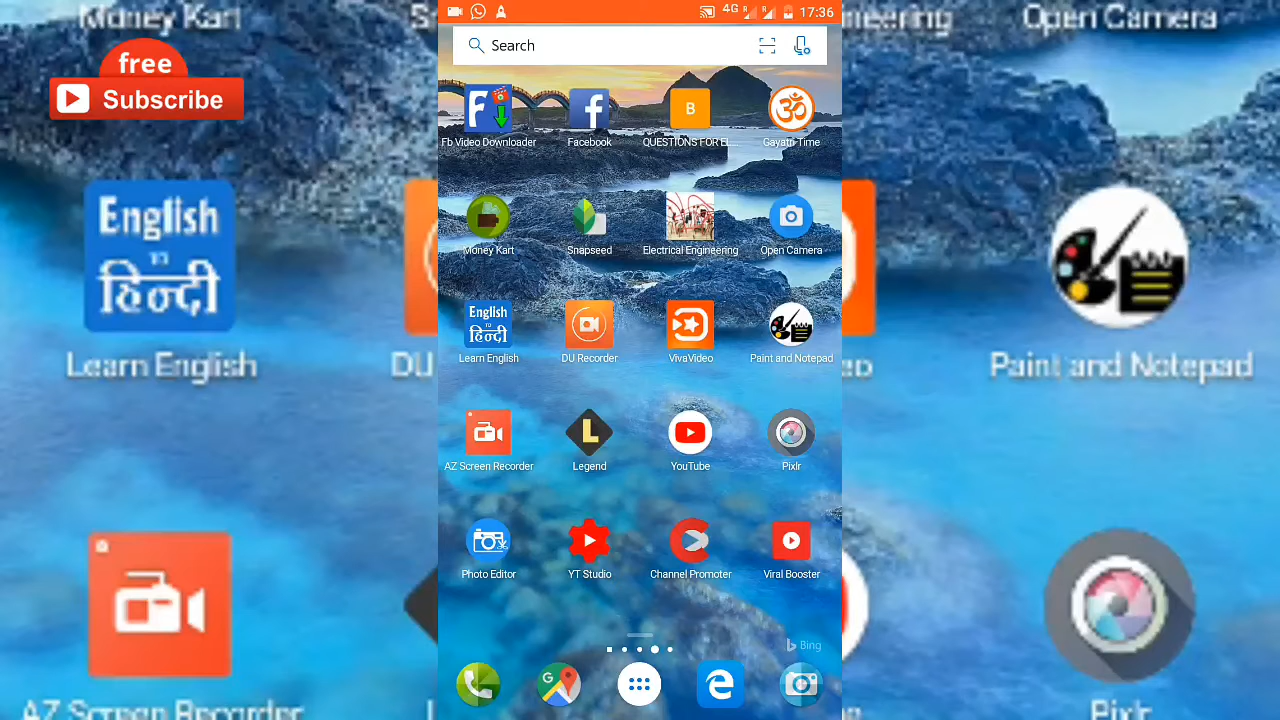 Money Kart
Open Camera
free
Subscribe
4G
17:36
Search
Fb Video Downloader
Facebook
B
QUESTIONS FOR EL...
Gayatri Time
Money Kart
Snapseed
Electrical Engineering
Open Camera
English
TO
हिन्दी
Learn English
DU Recorder
VivaVideo
Paint and Notepad
English
TO
हिन्दी
Learn English
DU
Paint and Notepad
AZ Screen Recorder
L
Legend
YouTube
Pixlr
Photo Editor
YT Studio
Channel Promoter
Viral Booster
Bing
AZ Screen Recorder
Pixlr